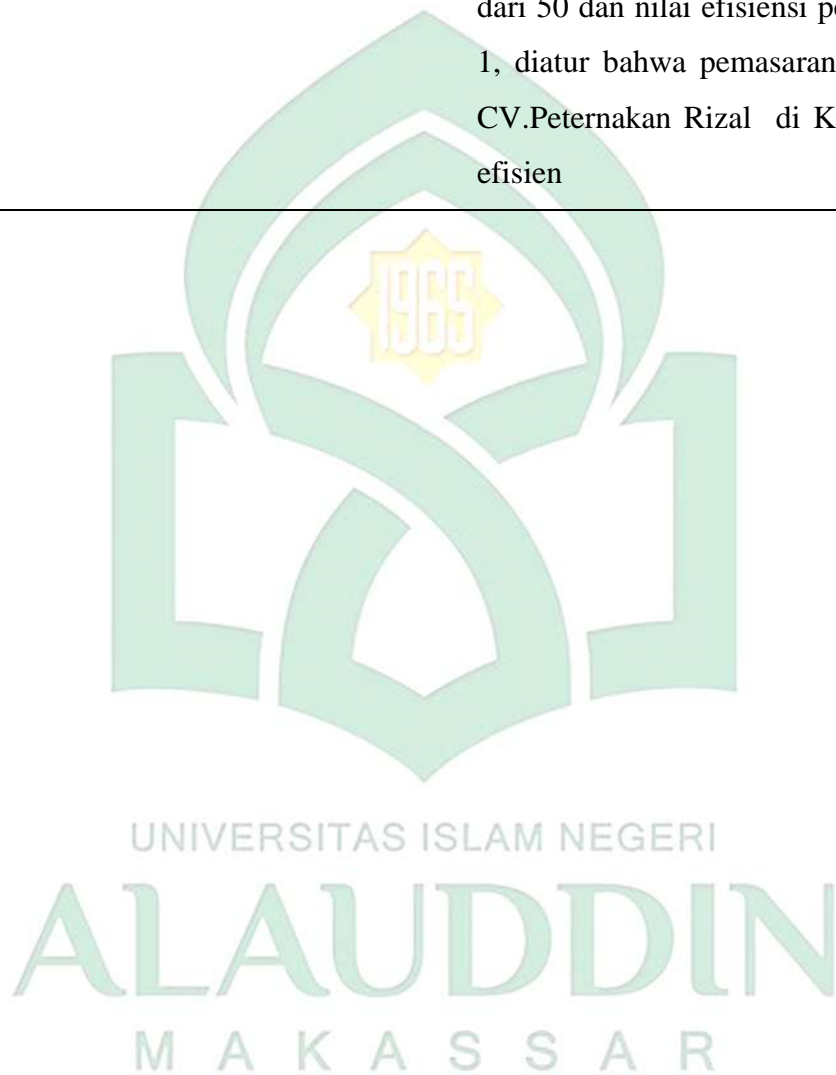 dari 50 dan nilai efisiensi
1, diatur bahwa pemasaran
CV.Peternakan Rizal di
efisien
1965
UNIVERSITAS ISLAM NEGERI
ALAUDDIN
MAKASSAR